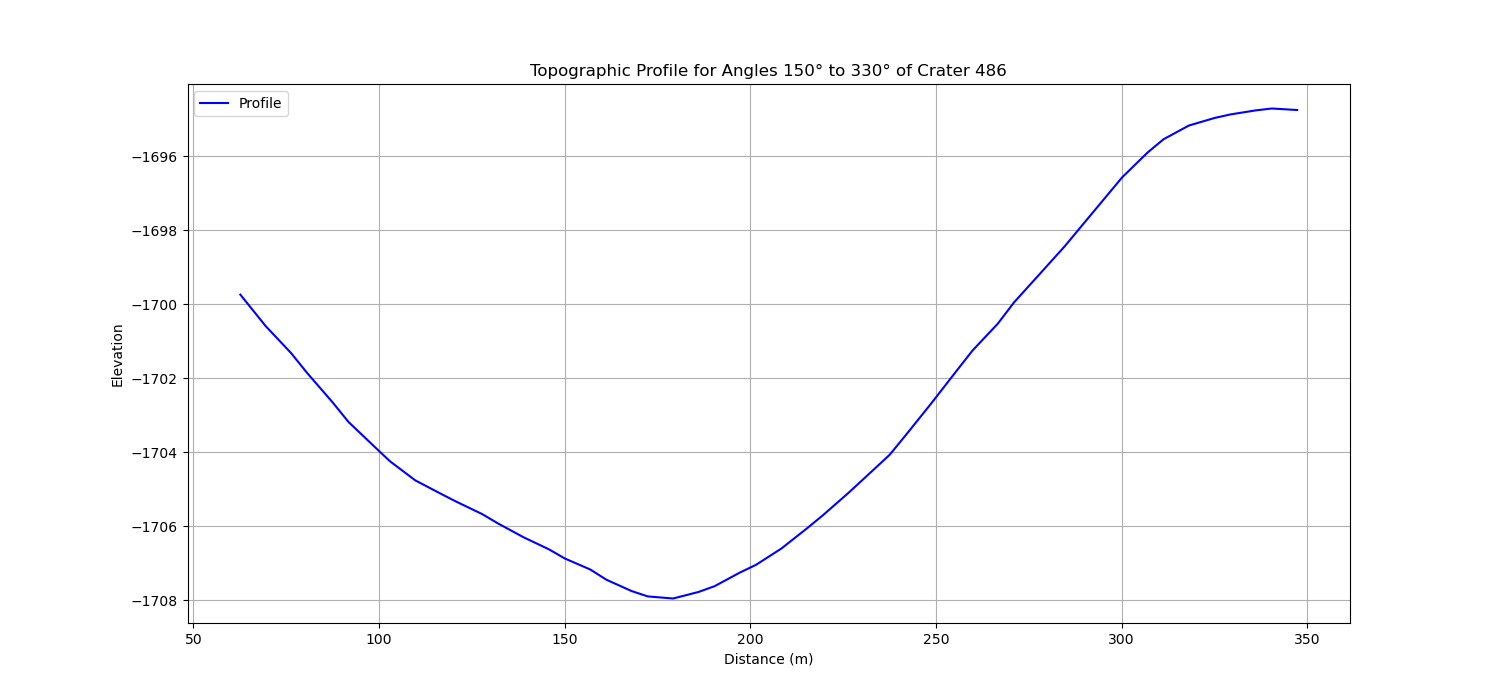 Topographic Profile for Angles 150° to 330° of Crater 486
Profile
−1696
−1698
−1700
−1702
−1704
−1706
−1708
Elevation
50 100 150 200 250 300 350
Distance (m)